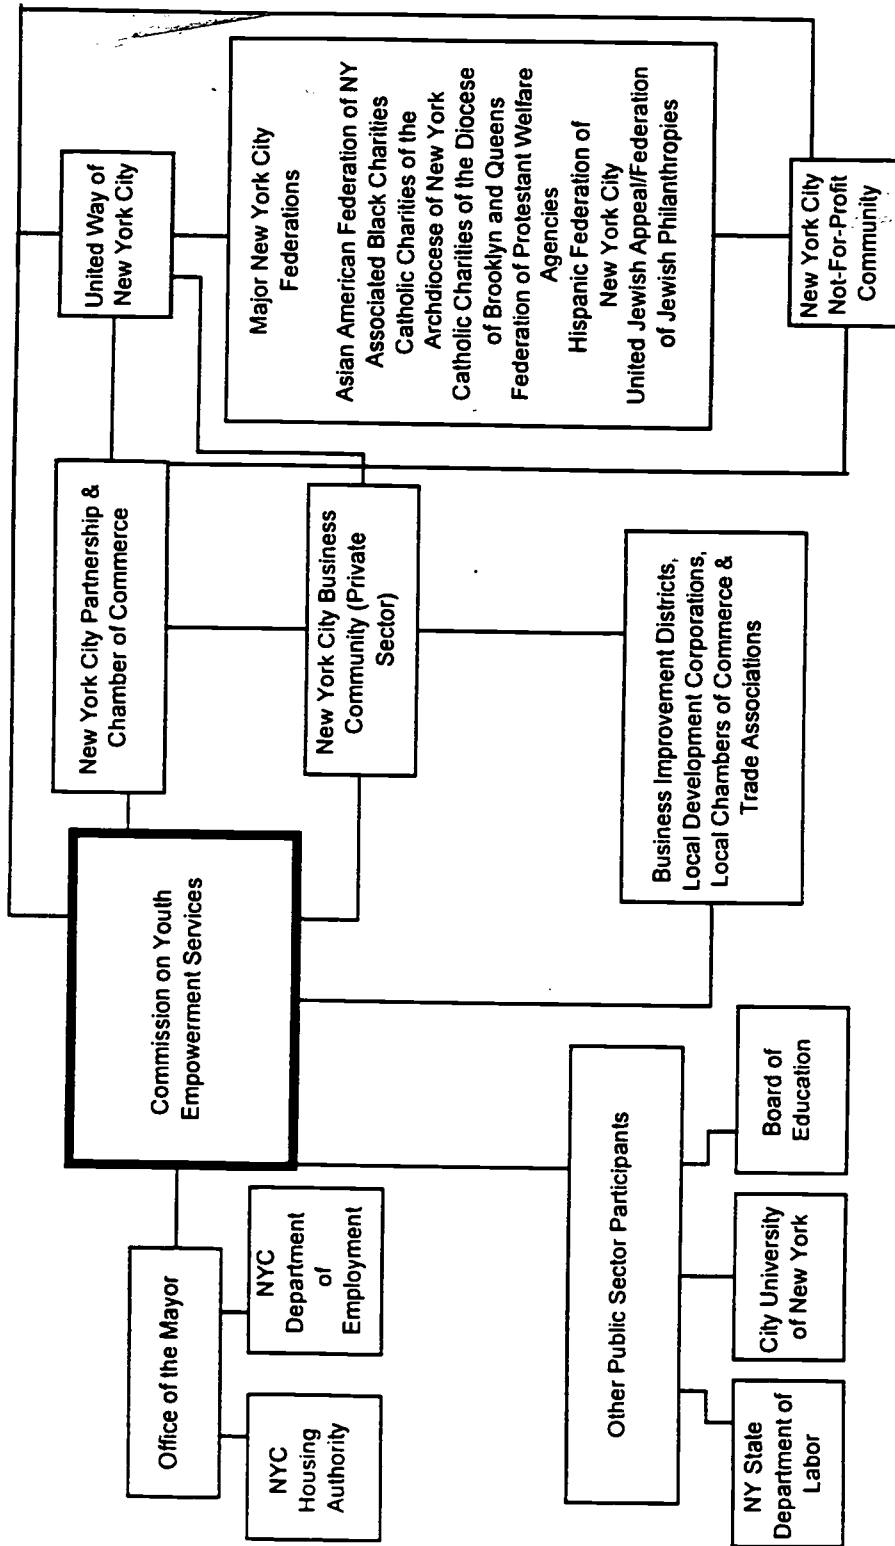 Office of the Mayor
NYC
Housing
Authority
NYC
Department
of
Employment
Commission on Youth
Empowerment Services
New York City Partnership &
Chamber of Commerce
United Way of
New York City
New York City Business
Community (Private
Sector)
Major New York City
Federations
Asian American Federation of NY
Associated Black Charities
Catholic Charities of the
Archdiocese of New York
Catholic Charities of the Diocese
of Brooklyn and Queens
Federation of Protestant Welfare
Agencies
Hispanic Federation of
New York City
United Jewish Appeal/Federation
of Jewish Philanthropies
Other Public Sector Participants
NY State
Department of
Labor
City University
of New York
Board of
Education
Business Improvement Districts,
Local Development Corporations,
Local Chambers of Commerce &
Trade Associations
New York City
Not-For-Profit
Community